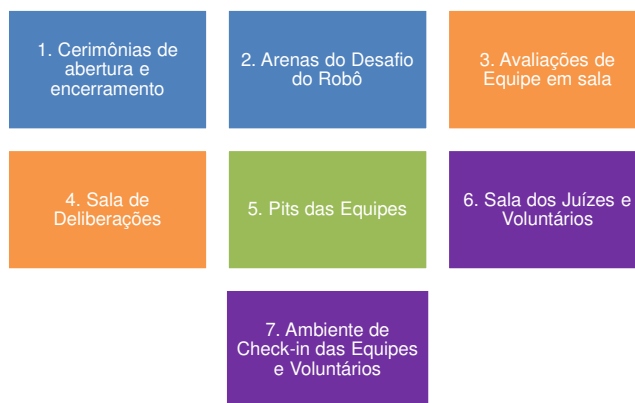 1. Cerimônias de
abertura e
encerramento
2. Arenas do Desafio
do Robô
3. Avaliações de
Equipe em sala
4. Sala de
Deliberações
5. Pits das Equipes
6. Sala dos Juízes e
Voluntários
7. Ambiente de
Check-in das Equipes
e Voluntários